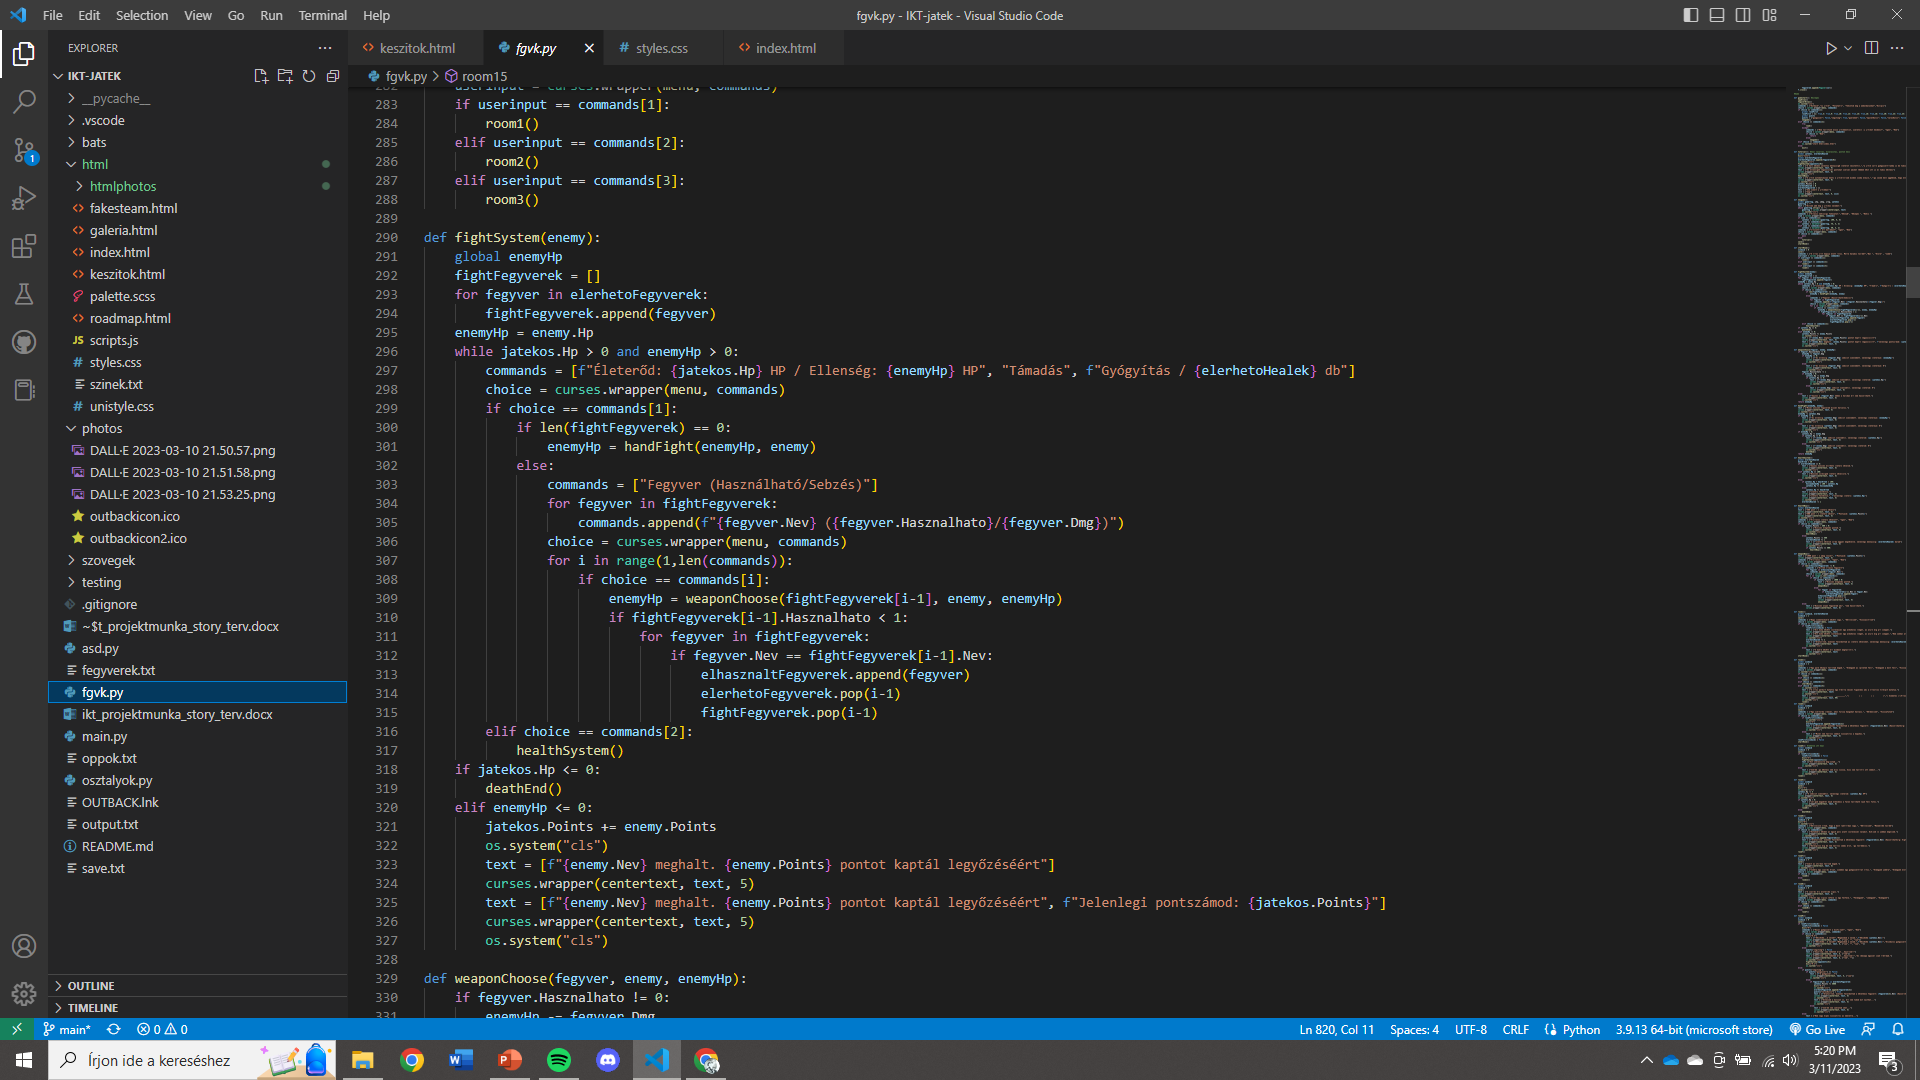 File Edit Selection View Go Run Terminal Help
fgvk.py - IKT-jatek - Visual Studio Code
EXPLORER
IKT-JATEK
__pycache__
.vscode
bats
html
htmlphotos
fakesteam.html
galeria.html
index.html
keszitok.html
palette.scss
roadmap.html
JS scripts.js
# styles.css
szinek.txt
# unistyle.css
photos
DALL·E 2023-03-10 21.50.57.png
DALL·E 2023-03-10 21.51.58.png
DALL·E 2023-03-10 21.53.25.png
outbackicon.ico
outbackicon2.ico
szovegek
testing
.gitignore
~$t_projektmunka_story_terv.docx
asd.py
fegyverek.txt
fgvk.py
ikt_projektmunka_story_terv.docx
main.py
oppok.txt
osztalyok.py
OUTBACK.lnk
output.txt
README.md
save.txt
OUTLINE
TIMELINE
keszitok.html fgvk.py # styles.css index.html
fgvk.py > room15
282 userinput = curses.wrapper(menu, commands)
283 if userinput == commands[1]:
284 room1()
285 elif userinput == commands[2]:
286 room2()
287 elif userinput == commands[3]:
288 room3()
289
290 def fightSystem(enemy):
291 global enemyHp
292 fightFegyverek = []
293 for fegyver in elerhetoFegyverek:
294 fightFegyverek.append(fegyver)
295 enemyHp = enemy.Hp
296 while jatekos.Hp > 0 and enemyHp > 0:
297 commands = [f"Életerőd: {jatekos.Hp} HP / Ellenség: {enemyHp} HP", "Támadás", f"Gyógyítás / {elerhetoHealek} db"]
298 choice = curses.wrapper(menu, commands)
299 if choice == commands[1]:
300 if len(fightFegyverek) == 0:
301 enemyHp = handFight(enemyHp, enemy)
302 else:
303 commands = ["Fegyver (Használható/Sebzés)"]
304 for fegyver in fightFegyverek:
305 commands.append(f"{fegyver.Nev} ({fegyver.Hasznalhato}/{fegyver.Dmg})")
306 choice = curses.wrapper(menu, commands)
307 for i in range(1,len(commands)):
308 if choice == commands[i]:
309 enemyHp = weaponChoose(fightFegyverek[i-1], enemy, enemyHp)
310 if fightFegyverek[i-1].Hasznalhato < 1:
311 for fegyver in fightFegyverek:
312 if fegyver.Nev == fightFegyverek[i-1].Nev:
313 elhasznaltFegyverek.append(fegyver)
314 elerhetoFegyverek.pop(i-1)
315 fightFegyverek.pop(i-1)
316 elif choice == commands[2]:
317 healthSystem()
318 if jatekos.Hp <= 0:
319 deathEnd()
320 elif enemyHp <= 0:
321 jatekos.Points += enemy.Points
322 os.system("cls")
323 text = [f"{enemy.Nev} meghalt. {enemy.Points} pontot kaptál legyőzéséért"]
324 curses.wrapper(centertext, text, 5)
325 text = [f"{enemy.Nev} meghalt. {enemy.Points} pontot kaptál legyőzéséért", f"Jelenlegi pontszámod: {jatekos.Points}"]
326 curses.wrapper(centertext, text, 5)
327 os.system("cls")
328
329 def weaponChoose(fegyver, enemy, enemyHp):
330 if fegyver.Hasznalhato != 0:
331 enemyHp -= fegyver.Dmg
main* 0 0
Ln 820, Col 11 Spaces: 4 UTF-8 CRLF Python 3.9.13 64-bit (microsoft store) Go Live
Írjon ide a kereséshez
5:20 PM
3/11/2023
3